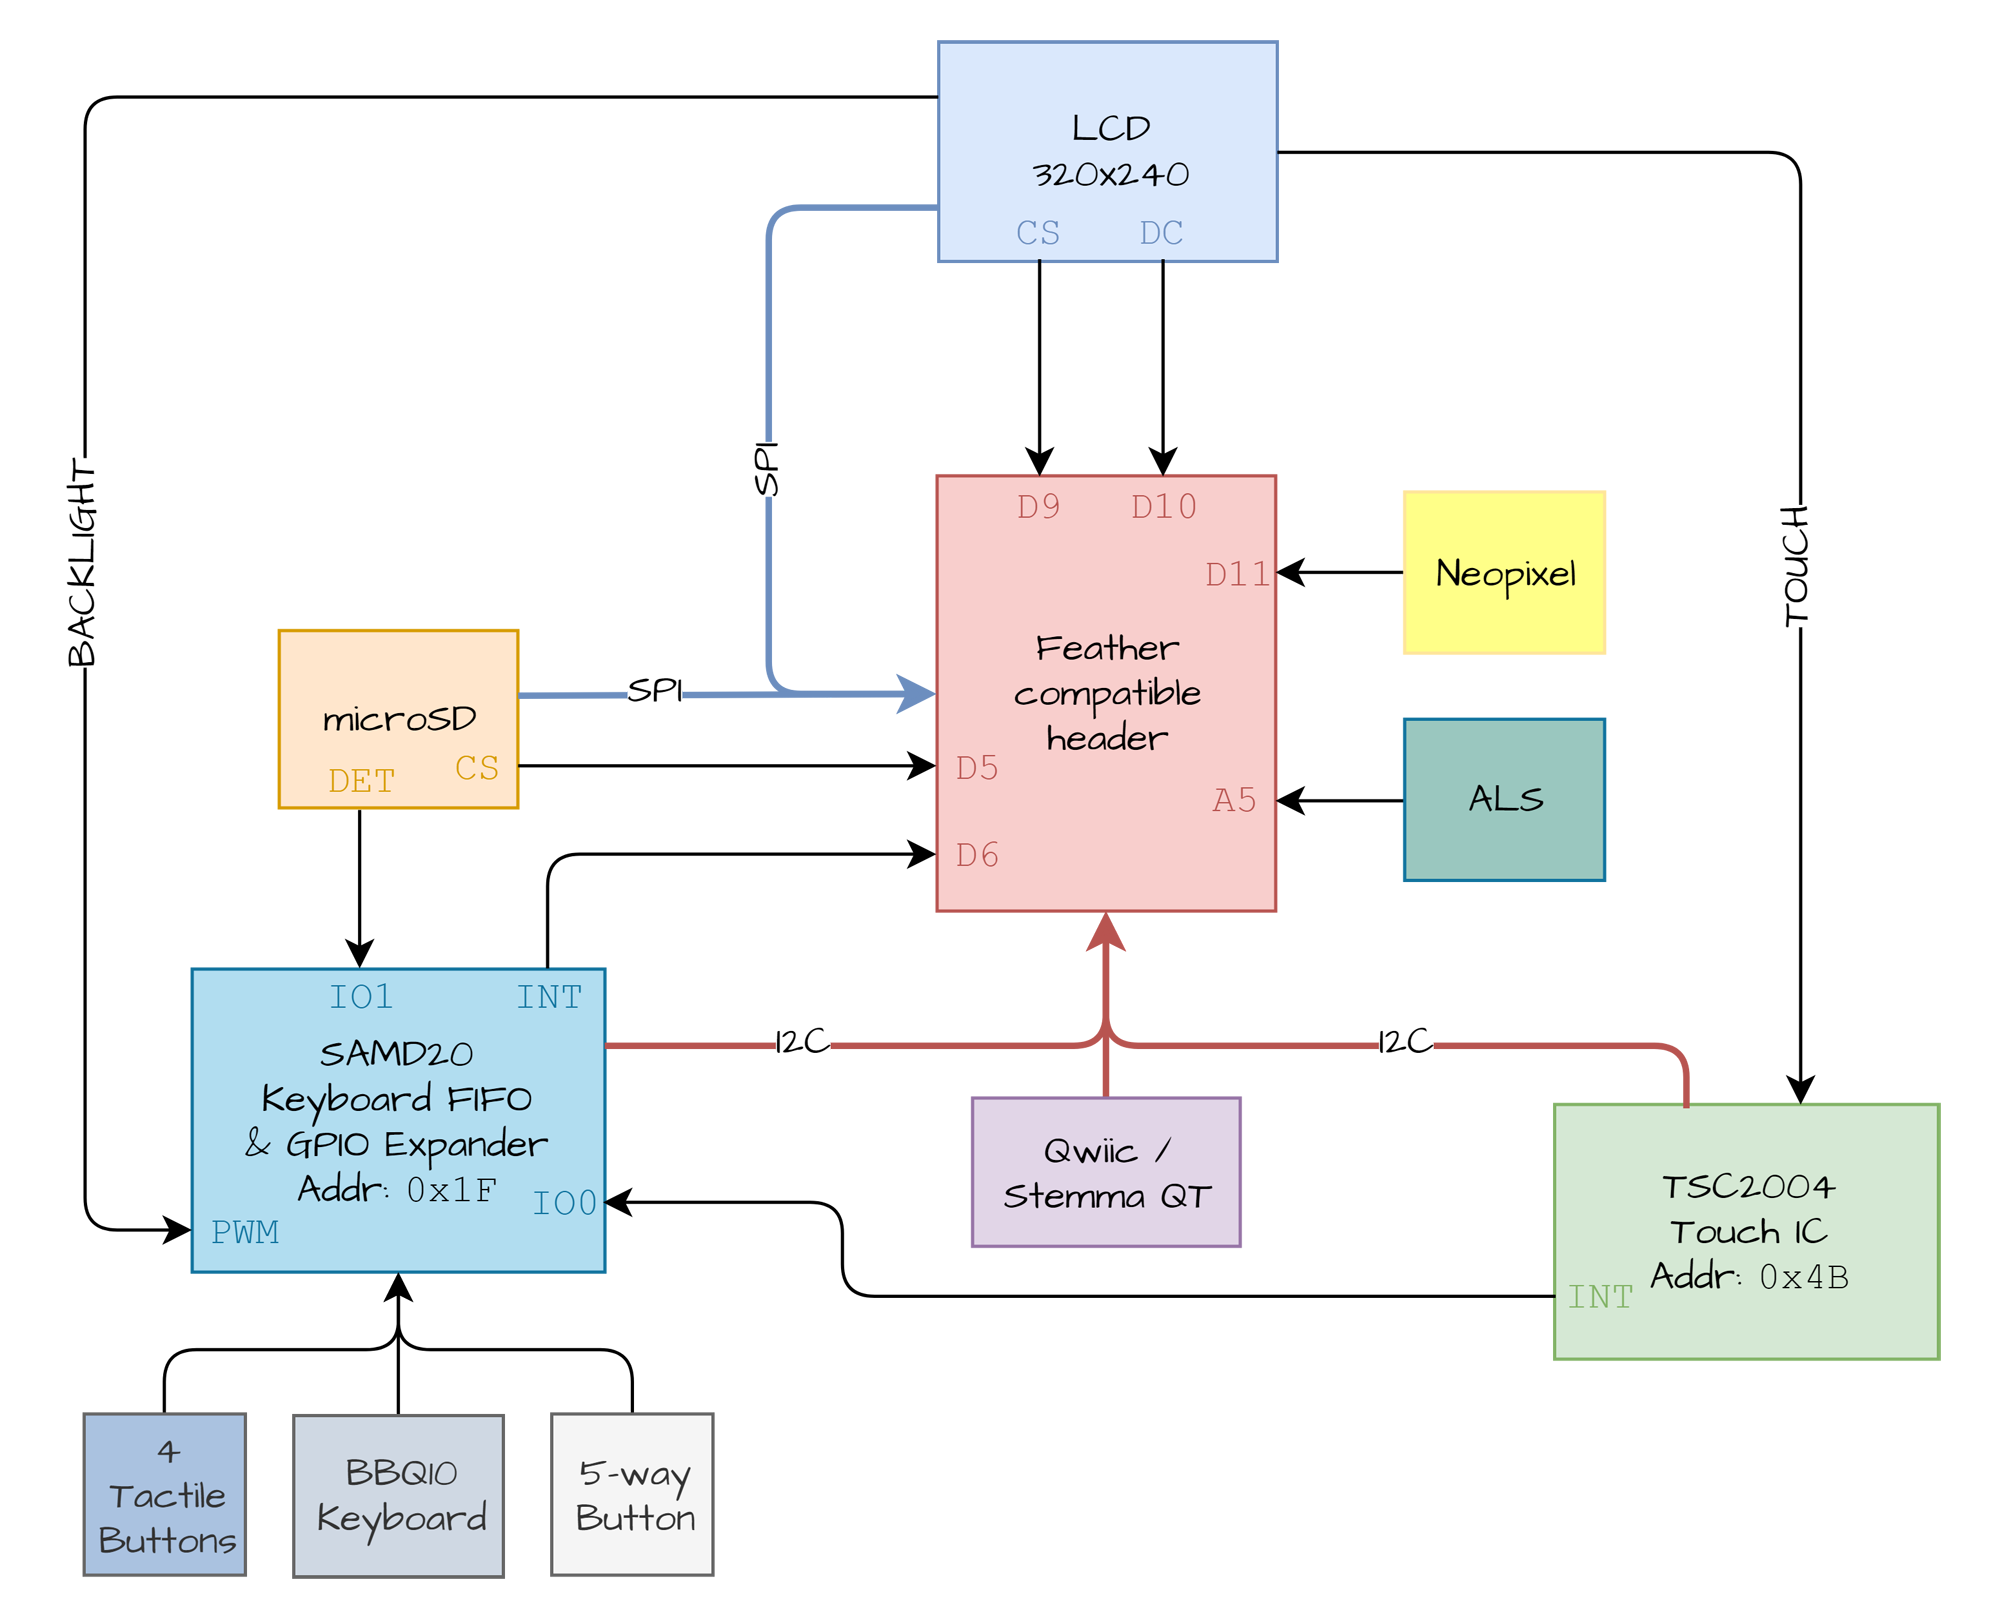 LCD
320x240
CS
DC
SPI
BACKLIGHT
TOUCH
D9
D10
D11
Neopixel
Feather
compatible
header
microSD
SPI
CS
DET
D5
A5
ALS
D6
IO1
INT
SAMD20
Keyboard FIFO
& GPIO Expander
Addr: 0x1F
IO0
PWM
I2C
I2C
Qwiic /
Stemma QT
TSC2004
Touch IC
Addr: 0x4B
INT
4
Tactile
Buttons
BBQ10
Keyboard
5-way
Button